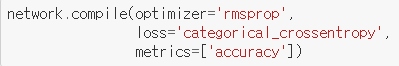 network.compile(optimizer='rmsprop',
                loss='categorical_crossentropy',
                metrics=['accuracy'])